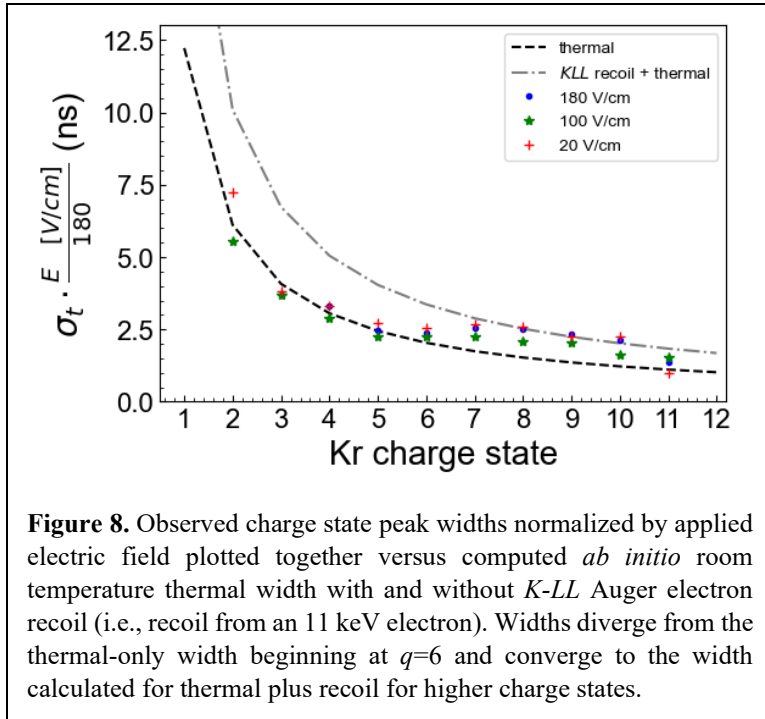 12.5
10.0
7.5
5.0
2.5
0.0
σt · E [V/cm] / 180 (ns)
thermal
KLL recoil + thermal
180 V/cm
100 V/cm
20 V/cm
1 2 3 4 5 6 7 8 9 10 11 12
Kr charge state
Figure 8. Observed charge state peak widths normalized by applied
electric field plotted together versus computed ab initio room
temperature thermal width with and without K-LL Auger electron
recoil (i.e., recoil from an 11 keV electron). Widths diverge from the
thermal-only width beginning at q=6 and converge to the width
calculated for thermal plus recoil for higher charge states.